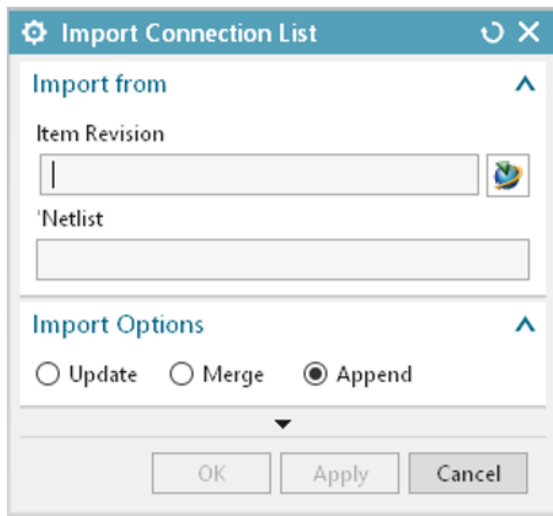 Import Connection List
Import from
Item Revision
'Netlist
Import Options
Update Merge Append
OK Apply Cancel